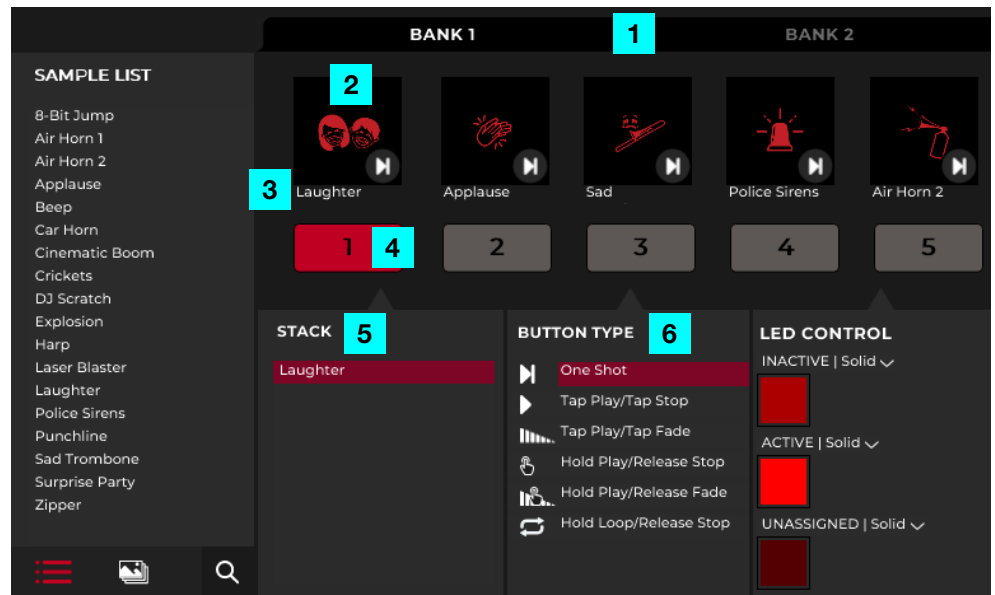 BANK 1
1
BANK 2
SAMPLE LIST
8-Bit Jump
Air Horn 1
Air Horn 2
Applause
Beep
Car Horn
Cinematic Boom
Crickets
DJ Scratch
Explosion
Harp
Laser Blaster
Laughter
Police Sirens
Punchline
Sad Trombone
Surprise Party
Zipper
2
3
Laughter
Applause
Sad
Police Sirens
Air Horn 2
1
4
2
3
4
5
STACK
5
Laughter
BUTTON TYPE
6
One Shot
Tap Play/Tap Stop
Tap Play/Tap Fade
Hold Play/Release Stop
Hold Play/Release Fade
Hold Loop/Release Stop
LED CONTROL
INACTIVE | Solid
ACTIVE | Solid
UNASSIGNED | Solid